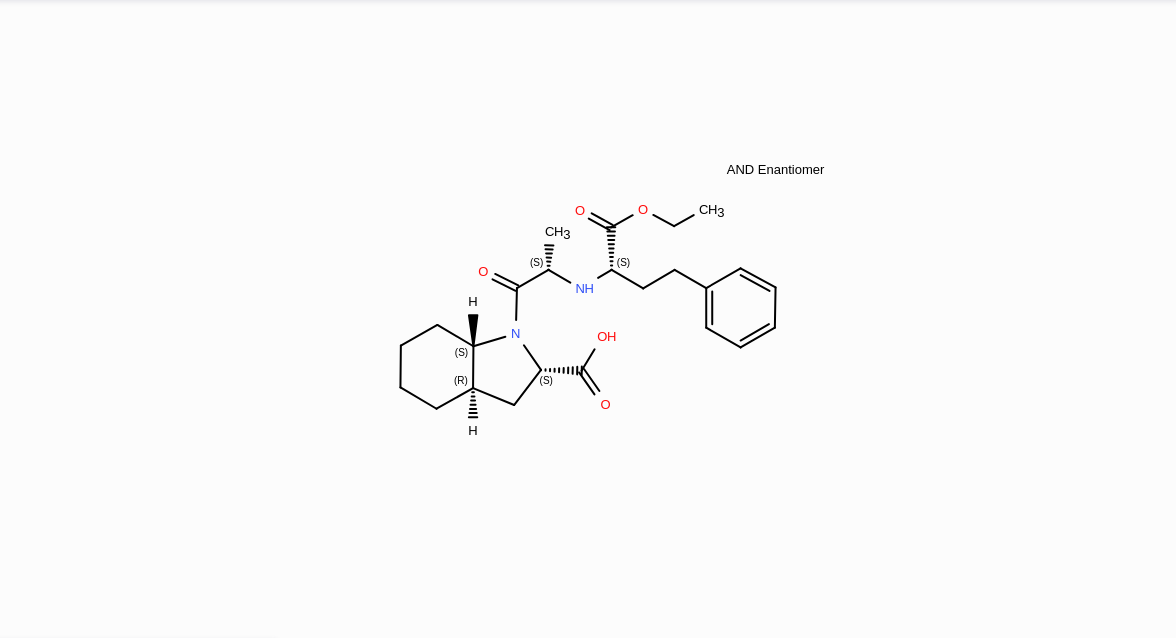 AND Enantiomer
O O CH3
CH3
(S) (S)
O
NH
H
N
OH
(S)
(R) (S)
O
H